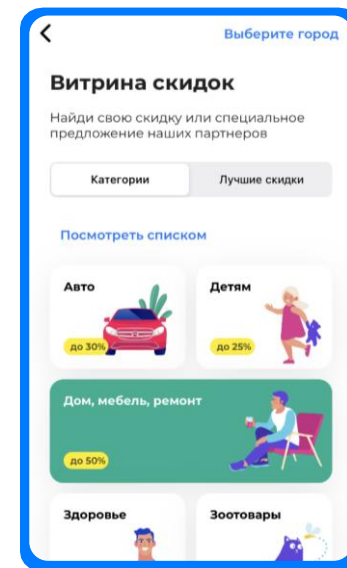 Выберите город
Витрина скидок
Найди свою скидку или специальное
предложение наших партнеров
Категории
Лучшие скидки
Посмотреть списком
Авто
Детям
до 30%
до 25%
Дом, мебель, ремонт
до 50%
Здоровье
Зоотовары